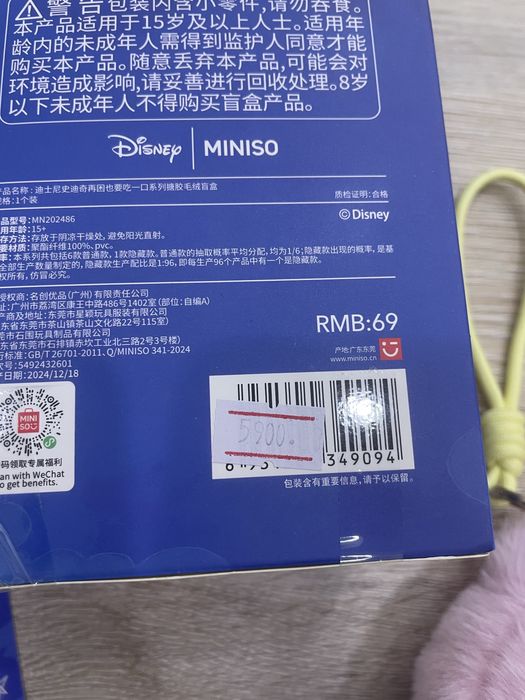 警告 包装内含小零件,请勿吞食。
本产品适用于15岁及以上人士。适用年
龄内的未成年人需得到监护人同意才能
购买本产品。随意丢弃本产品,可能会对
环境造成影响,请妥善进行回收处理。8岁
以下未成年人不得购买盲盒产品。
Disney | MINISO
产品名称: 迪士尼史迪奇再困也要吃一口系列搪胶毛绒盲盒
规格:1个装
质检证明:合格
产品型号:MN202486
©Disney
用年龄:15+
存方法:存放于阴凉干燥处, 避免阳光直射。
要材质:聚酯纤维100%、pvc。
本系列共包括6款普通款, 1款隐藏款, 普通款的抽取概率平均分配, 均为1/6; 隐藏款出现的概率, 是基
全部生产数量制定的, 隐藏款生产配比是1:96, 即每生产96个产品中有一个是隐藏款。
权所有, 仿冒必究。
授权商: 名创优品(广州)有限责任公司
址:广州市荔湾区康王中路486号1402室 (部位:自编A)
产商及地址:东莞市星颖玩具服装有限公司
东省东莞市茶山镇茶山文化路22号115室)
莞市石围玩具制品有限公司
东省东莞市石排镇赤坎工业北三路2号3号楼)
行标准:GB/T 26701-2011、Q/MINISO 341-2024
次号:5492432601
产日期:2024/12/18
RMB:69
产地:广东东莞
www.miniso.cn
MINI
SO
码领取专属福利
an with WeChat
o get benefits.
5900.
349094
包装含有重要信息, 请予以保留。